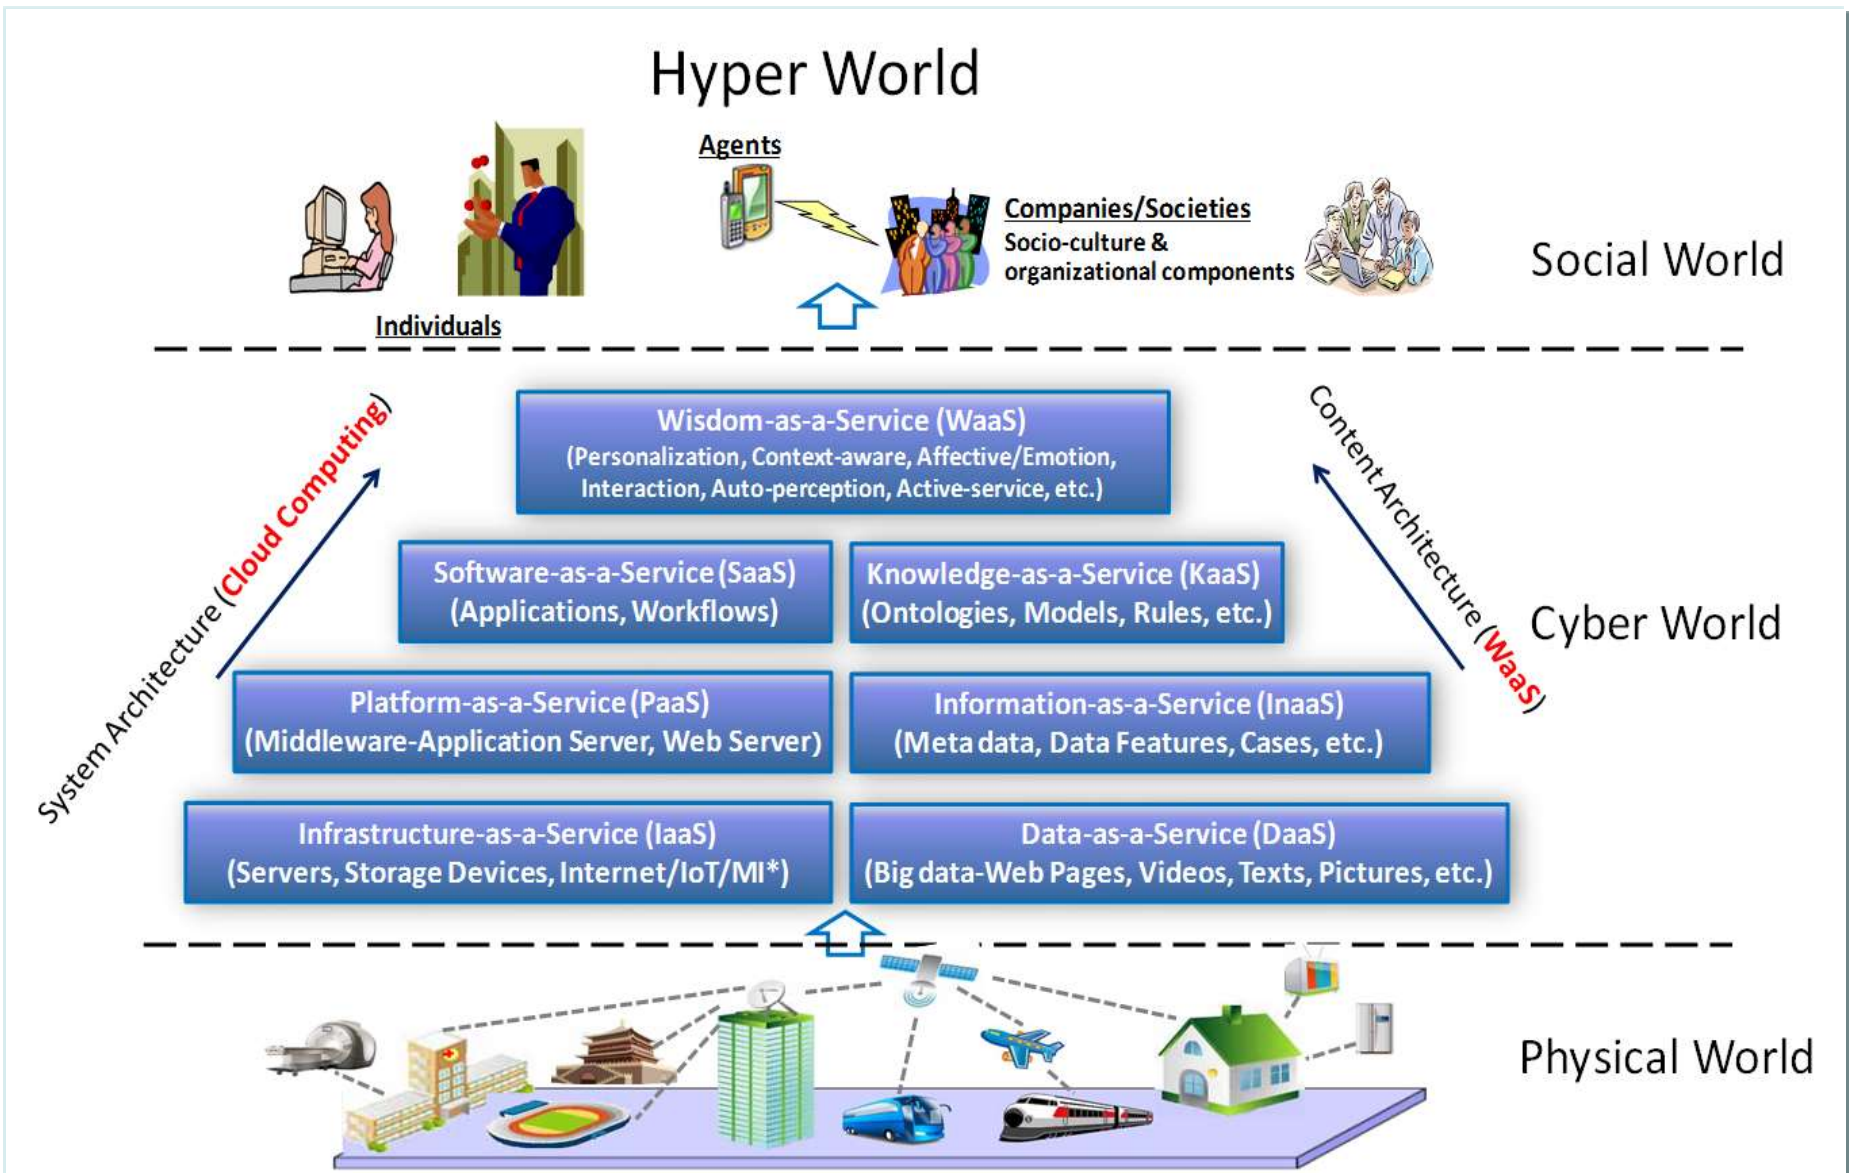 Hyper World
Agents
Companies/Societies
Socio-culture &
organizational components
Social World
Individuals
System Architecture (Cloud Computing)
Content Architecture (WaaS)
Wisdom-as-a-Service (WaaS)
(Personalization, Context-aware, Affective/Emotion,
Interaction, Auto-perception, Active-service, etc.)
Software-as-a-Service (SaaS)
(Applications, Workflows)
Knowledge-as-a-Service (KaaS)
(Ontologies, Models, Rules, etc.)
Cyber World
Platform-as-a-Service (PaaS)
(Middleware-Application Server, Web Server)
Information-as-a-Service (InaaS)
(Meta data, Data Features, Cases, etc.)
Infrastructure-as-a-Service (IaaS)
(Servers, Storage Devices, Internet/IoT/MI*)
Data-as-a-Service (DaaS)
(Big data-Web Pages, Videos, Texts, Pictures, etc.)
Physical World